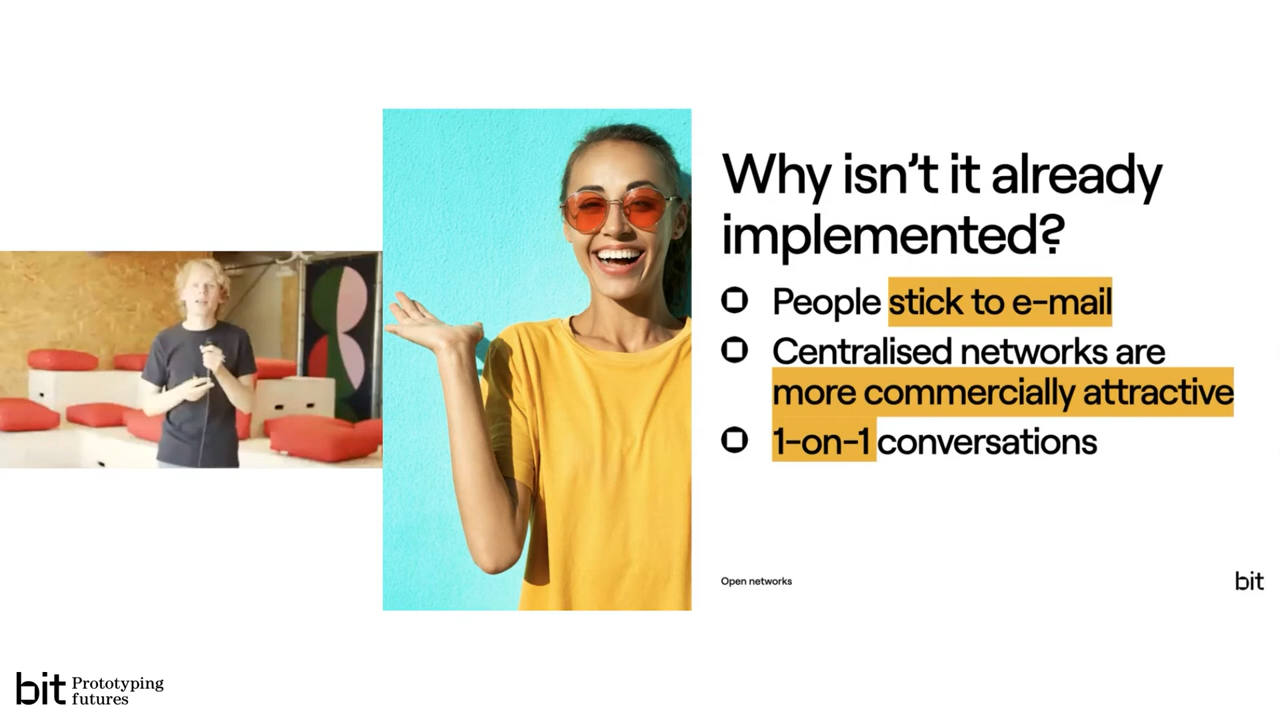 Why isn’t it already
implemented?
People stick to e-mail
Centralised networks are
more commercially attractive
1-on-1 conversations
Open networks
bit
bit Prototyping
futures